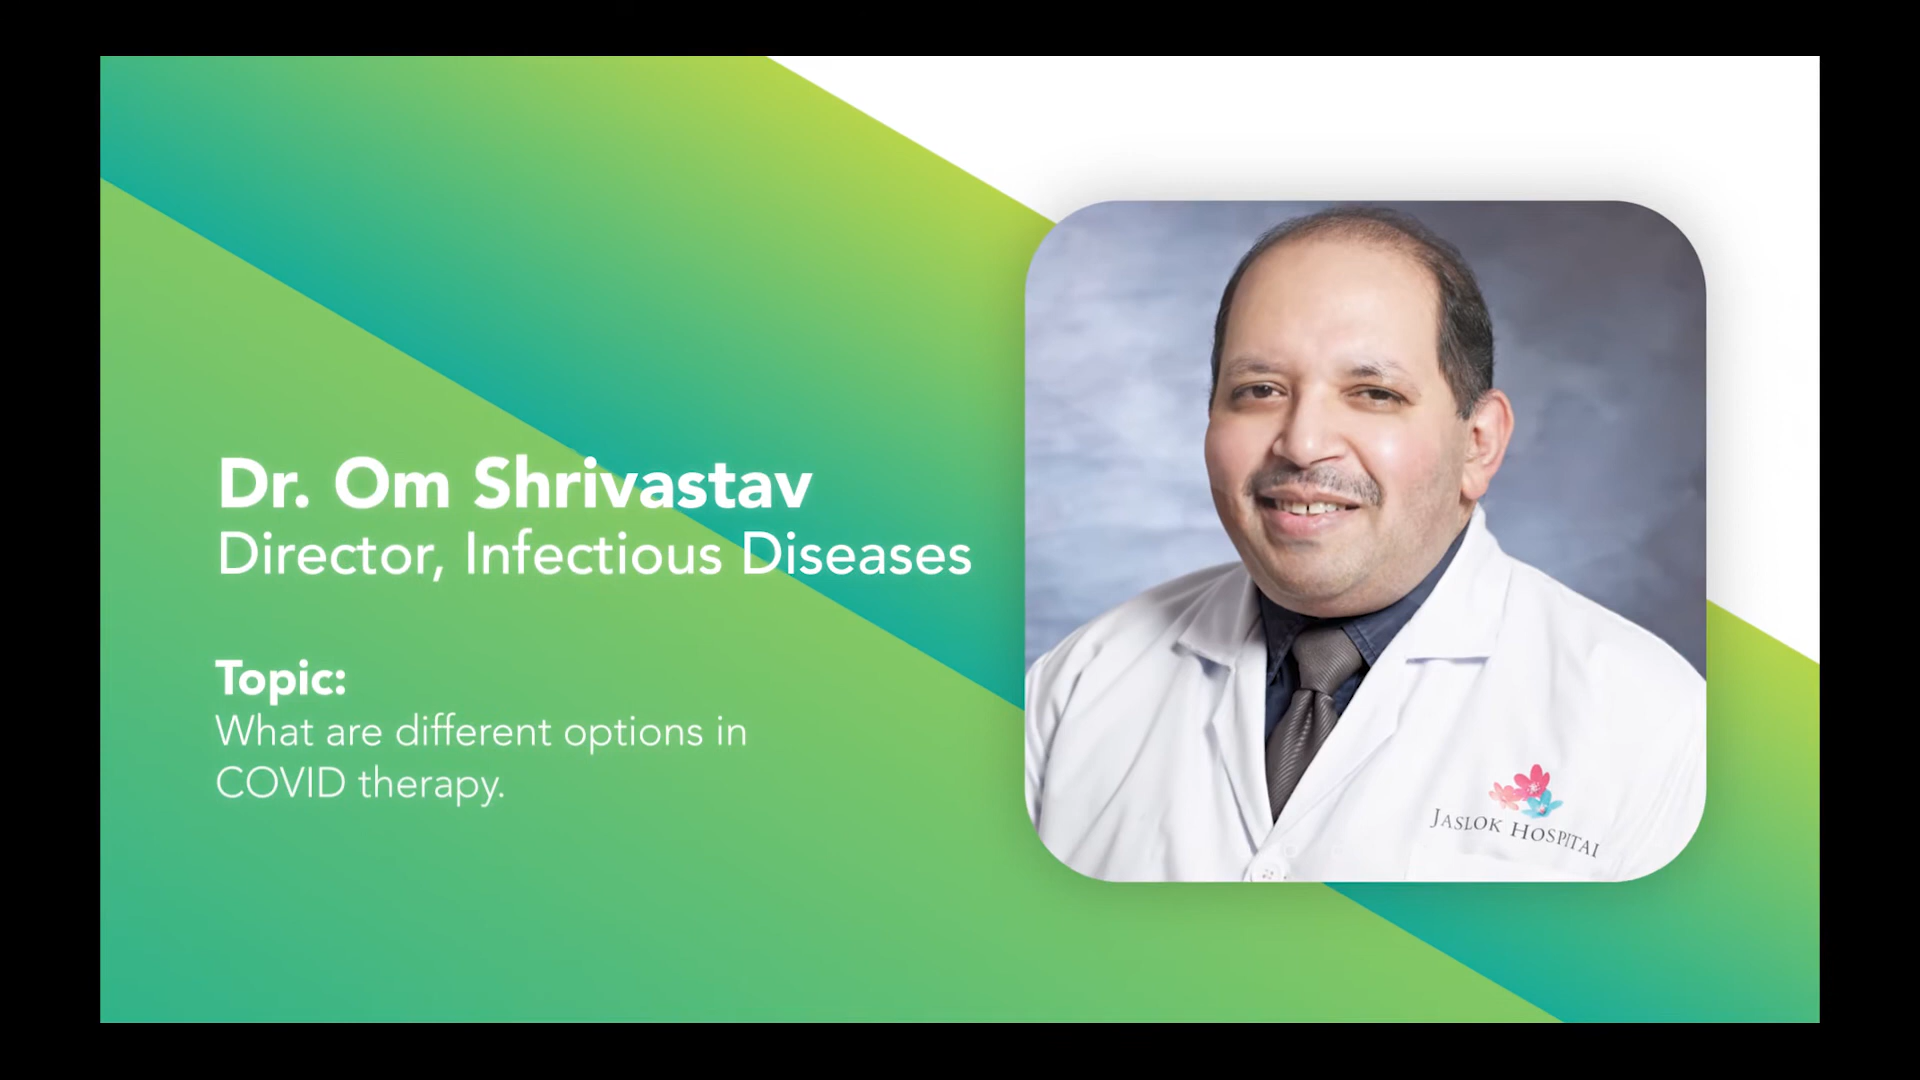 Dr. Om Shrivastav
Director, Infectious Diseases
Topic:
What are different options in
COVID therapy.
JASLOK HOSPITAL